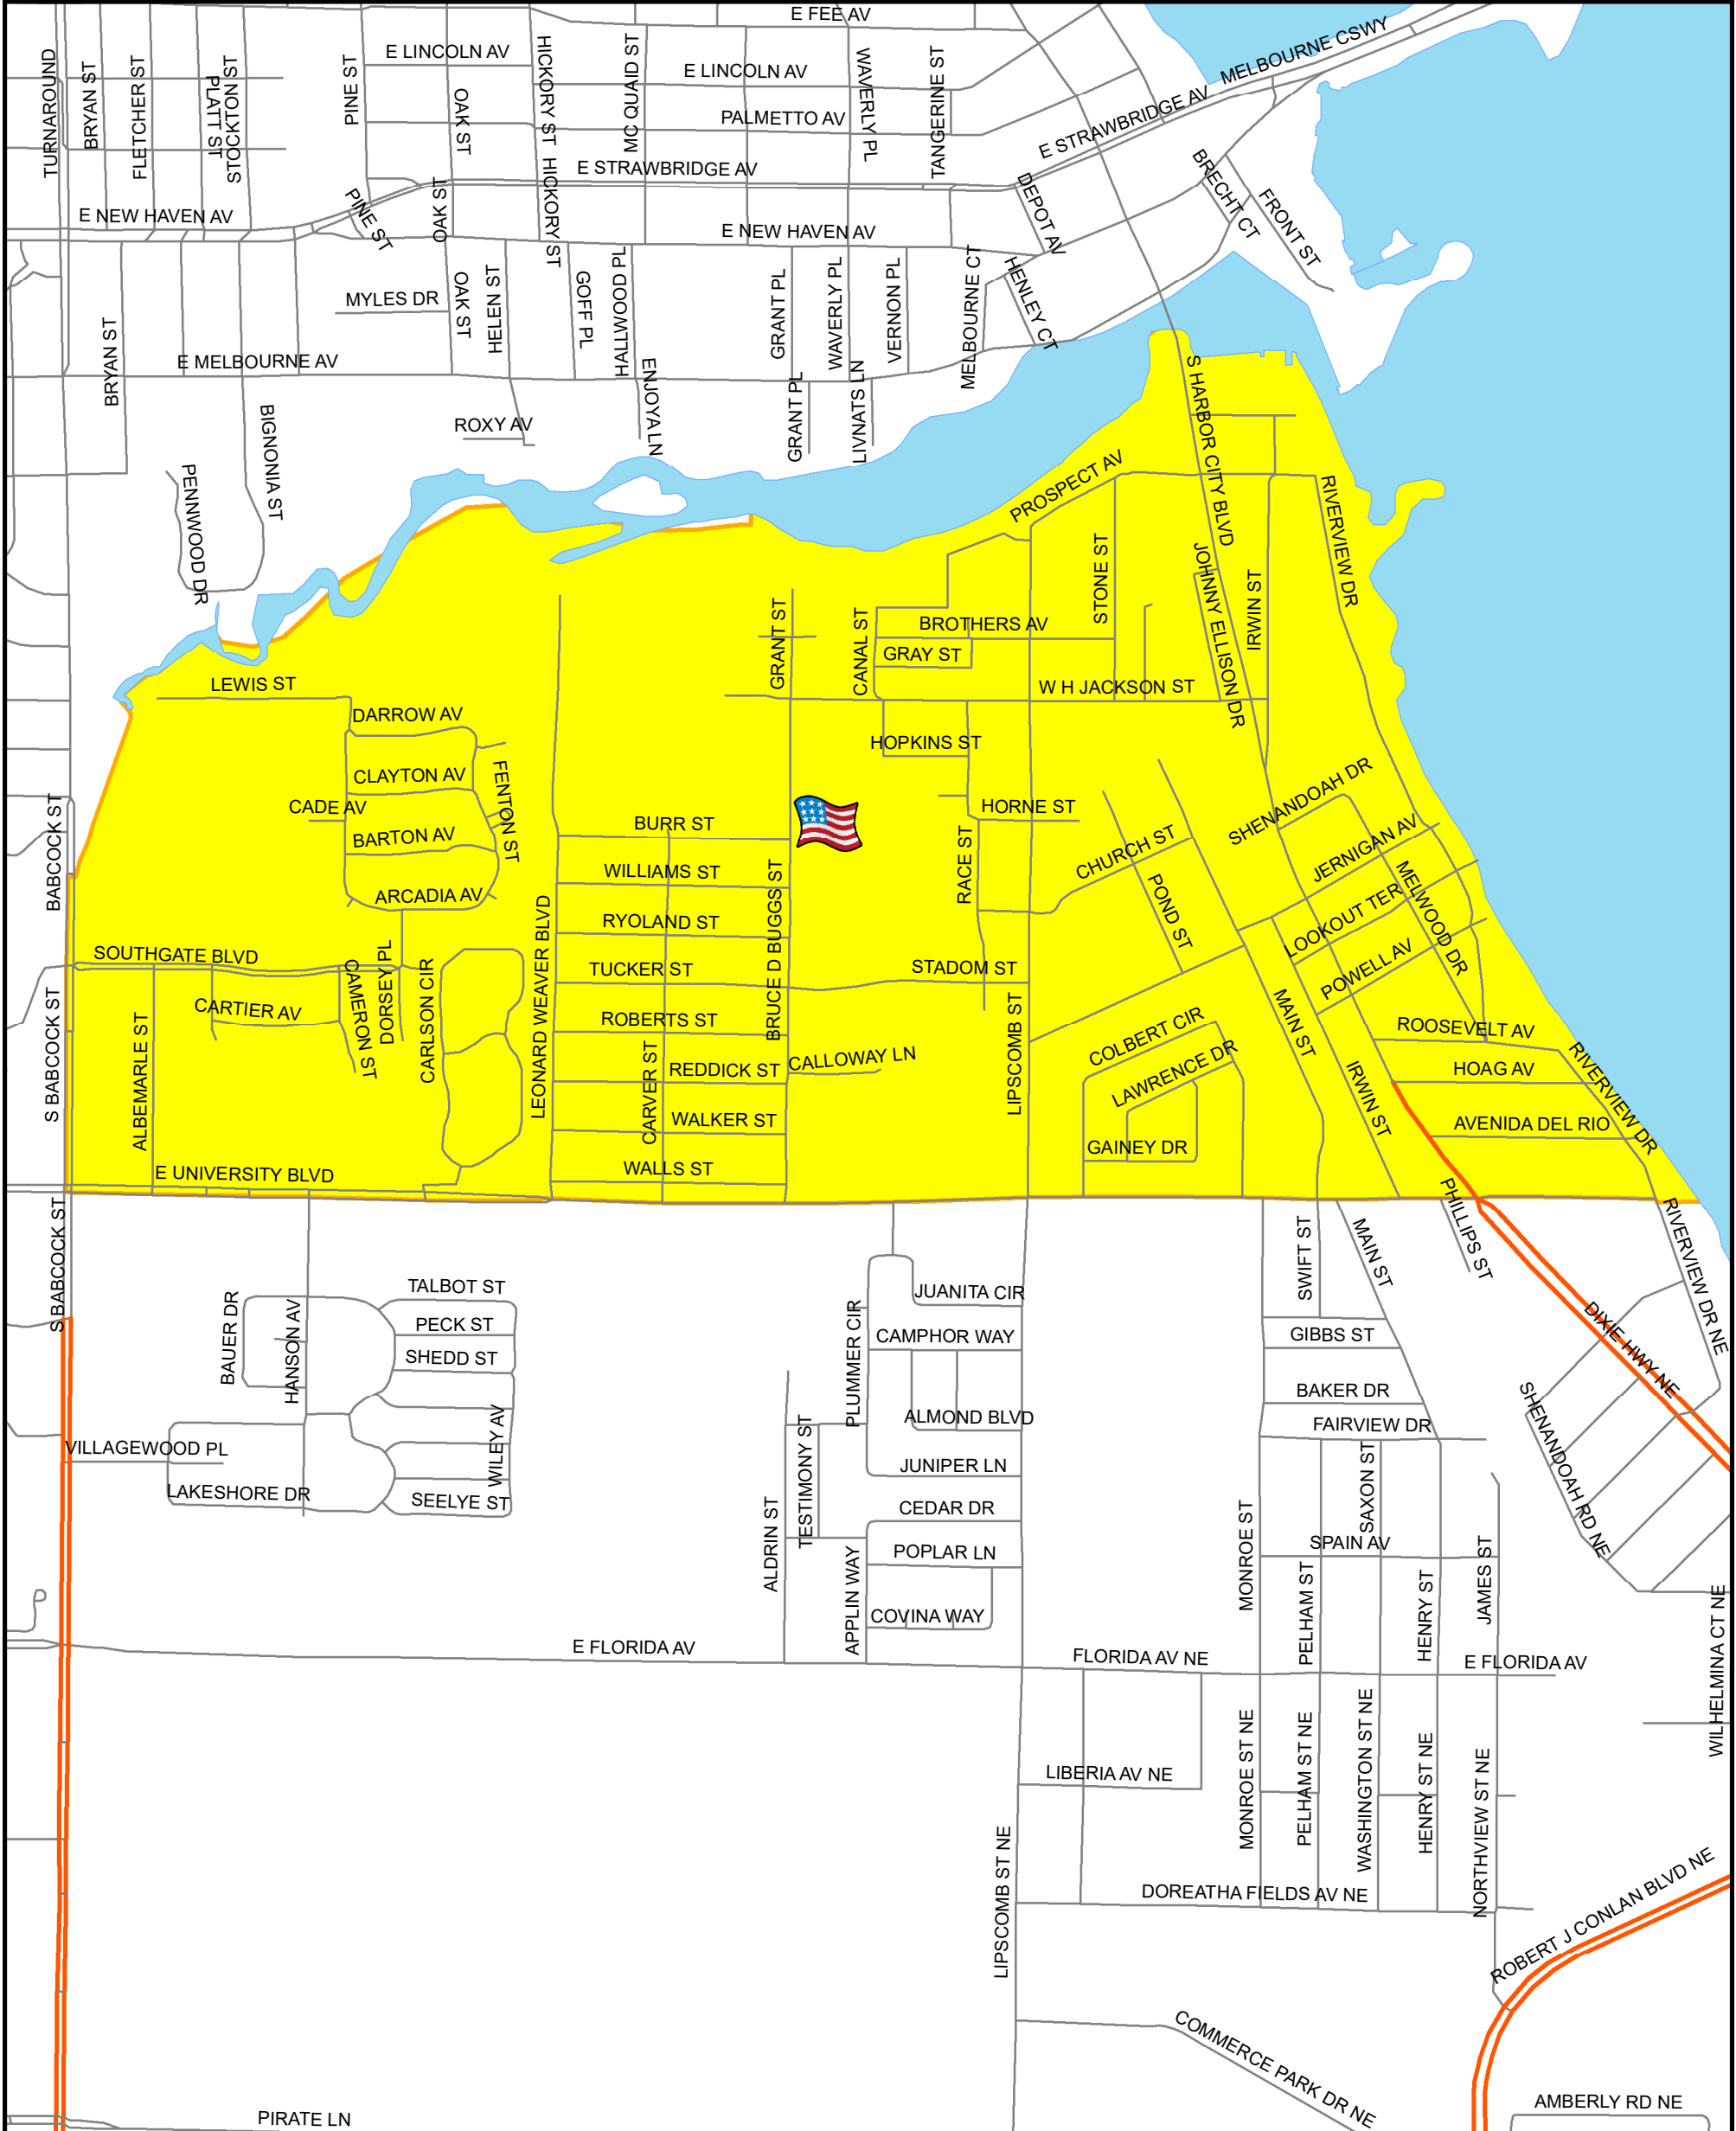 E FEE AV
E LINCOLN AV
E LINCOLN AV
MELBOURNE CSWY
TURNAROUND
BRYAN ST
FLETCHER ST
PLATT ST
STOCKTON ST
PINE ST
OAK ST
HICKORY ST
MC QUAID ST
WAVERLY PL
TANGERINE ST
PALMETTO AV
E STRAWBRIDGE AV
E STRAWBRIDGE AV
HICKORY ST
PINE ST
OAK ST
DEPOT AV
BRECHT CT
FRONT ST
E NEW HAVEN AV
E NEW HAVEN AV
MYLES DR
OAK ST
HELEN ST
GOFF PL
HALLWOOD PL
GRANT PL
WAVERLY PL
VERNON PL
MELBOURNE CT
HENLEY CT
BRYAN ST
E MELBOURNE AV
ENJOYA LN
GRANT PL
LIVNATS LN
S HARBOR CITY BLVD
BIGNONIA ST
ROXY AV
PENNWOOD DR
PROSPECT AV
RIVERVIEW DR
STONE ST
JOHNNY ELLISON DR
IRWIN ST
GRANT ST
CANAL ST
BROTHERS AV
GRAY ST
LEWIS ST
W H JACKSON ST
DARROW AV
HOPKINS ST
CLAYTON AV
FENTON ST
CADE AV
BARTON AV
BURR ST
HORNE ST
SHENANDOAH DR
BABCOCK ST
RACE ST
CHURCH ST
JERNIGAN AV
WILLIAMS ST
ARCADIA AV
BRUCE D BUGGS ST
POND ST
LOOKOUT TER
MELWOOD DR
RYOLAND ST
LEONARD WEAVER BLVD
SOUTHGATE BLVD
TUCKER ST
STADOM ST
POWELL AV
CARTIER AV
CAMERON ST
DORSEY PL
CARLSON CIR
S BABCOCK ST
ALBEMARLE ST
ROBERTS ST
LIPSCOMB ST
COLBERT CIR
MAIN ST
ROOSEVELT AV
CARVER ST
REDDICK ST
CALLOWAY LN
LAWRENCE DR
IRWIN ST
HOAG AV
RIVERVIEW DR
WALKER ST
GAINEY DR
AVENIDA DEL RIO
E UNIVERSITY BLVD
WALLS ST
S BABCOCK ST
SWIFT ST
MAIN ST
PHILLIPS ST
RIVERVIEW DR NE
BAUER DR
HANSON AV
TALBOT ST
PECK ST
SHEDD ST
JUANITA CIR
PLUMMER CIR
CAMPHOR WAY
GIBBS ST
DIXIE HWY NE
BAKER DR
ALMOND BLVD
FAIRVIEW DR
SHENANDOAH RD NE
VILLAGEWOOD PL
WILEY AV
TESTIMONY ST
JUNIPER LN
SAXON ST
LAKESHORE DR
SEELYE ST
CEDAR DR
ALDRIN ST
MONROE ST
SPAIN AV
POPLAR LN
APPLIN WAY
PELHAM ST
HENRY ST
JAMES ST
COVINA WAY
WILHELMINA CT NE
E FLORIDA AV
FLORIDA AV NE
E FLORIDA AV
LIBERIA AV NE
MONROE ST NE
PELHAM ST NE
WASHINGTON ST NE
HENRY ST NE
NORTHVIEW ST NE
LIPSCOMB ST NE
DOREATHA FIELDS AV NE
ROBERT J CONLAN BLVD NE
COMMERCE PARK DR NE
AMBERLY RD NE
PIRATE LN